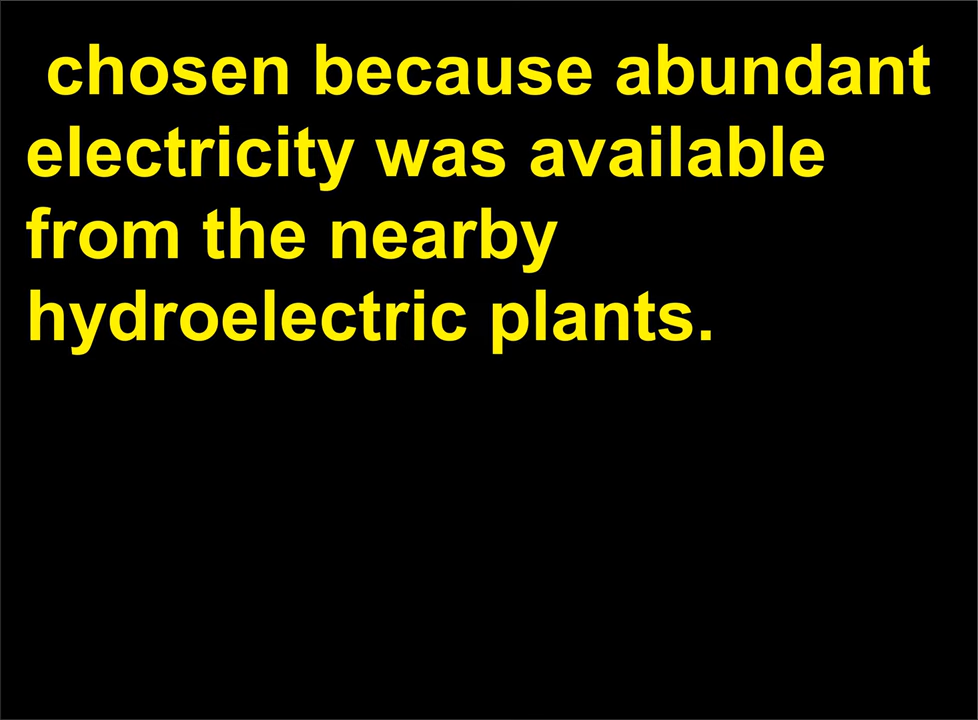 chosen because abundant
electricity was available
from the nearby
hydroelectric plants.